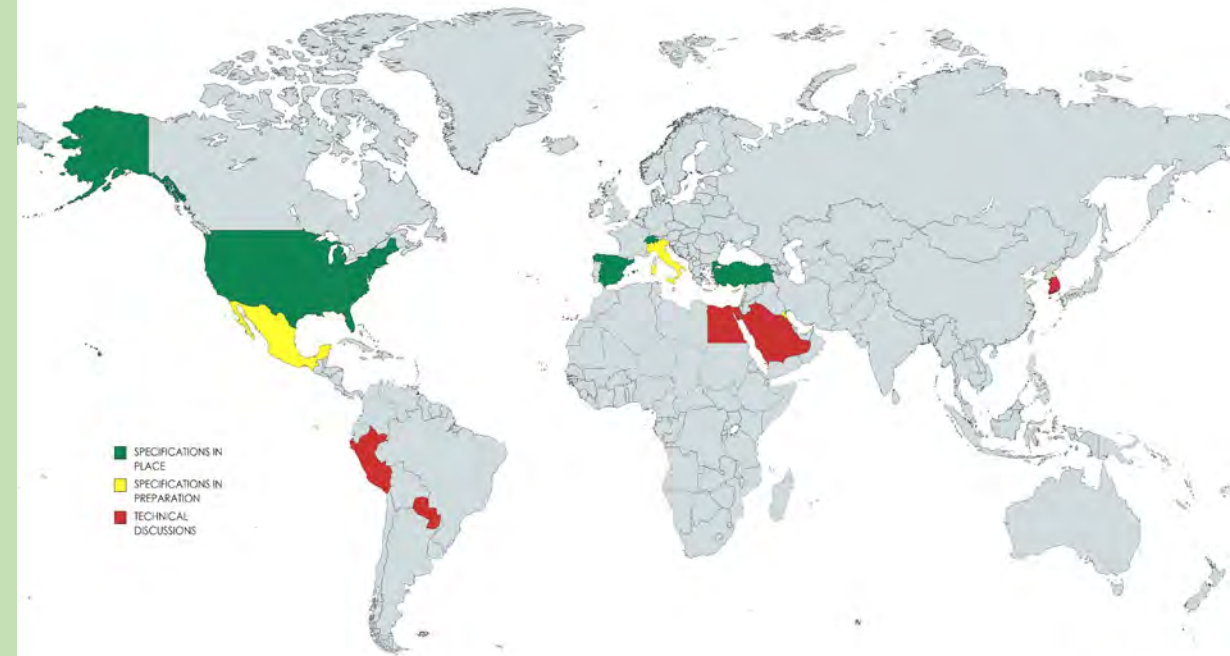 SPECIFICATIONS IN
PLACE
SPECIFICATIONS IN
PREPARATION
TECHNICAL
DISCUSSIONS